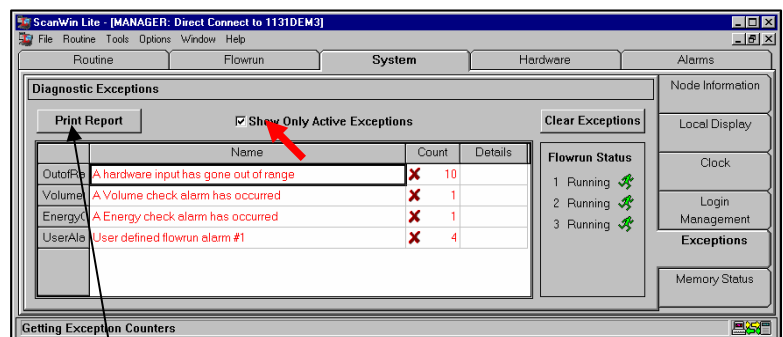 ScanWin Lite - [MANAGER: Direct Connect to 1131DEM3]
File Routine Tools Options Window Help
Routine Flowrun System Hardware Alarms
Diagnostic Exceptions
Node Information
Print Report Show Only Active Exceptions Clear Exceptions
Local Display
Name Count Details
Flowrun Status
Clock
OutofRa A hardware input has gone out of range 10
1 Running
Volume A Volume check alarm has occurred 1
2 Running
Login Management
EnergyC A Energy check alarm has occurred 1
3 Running
UserAla User defined flowrun alarm #1 4
Exceptions
Memory Status
Getting Exception Counters